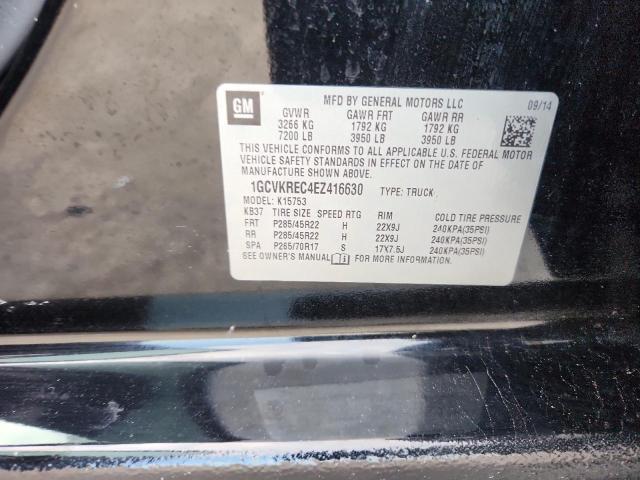 GM
MFD BY GENERAL MOTORS LLC 09/14
GVWR GAWR FRT GAWR RR
3266 KG 1792 KG 1792 KG
7200 LB 3950 LB 3950 LB
THIS VEHICLE CONFORMS TO ALL APPLICABLE U.S. FEDERAL MOTOR
VEHICLE SAFETY STANDARDS IN EFFECT ON THE DATE OF
MANUFACTURE SHOWN ABOVE.
1GCVKREC4EZ416630 TYPE: TRUCK
MODEL: K15753
KB37 TIRE SIZE SPEED RTG RIM COLD TIRE PRESSURE
FRT P285/45R22 H 22X9J 240KPA(35PSI)
RR P285/45R22 H 22X9J 240KPA(35PSI)
SPA P265/70R17 S 17X7.5J 240KPA(35PSI)
SEE OWNER'S MANUAL FOR MORE INFORMATION.